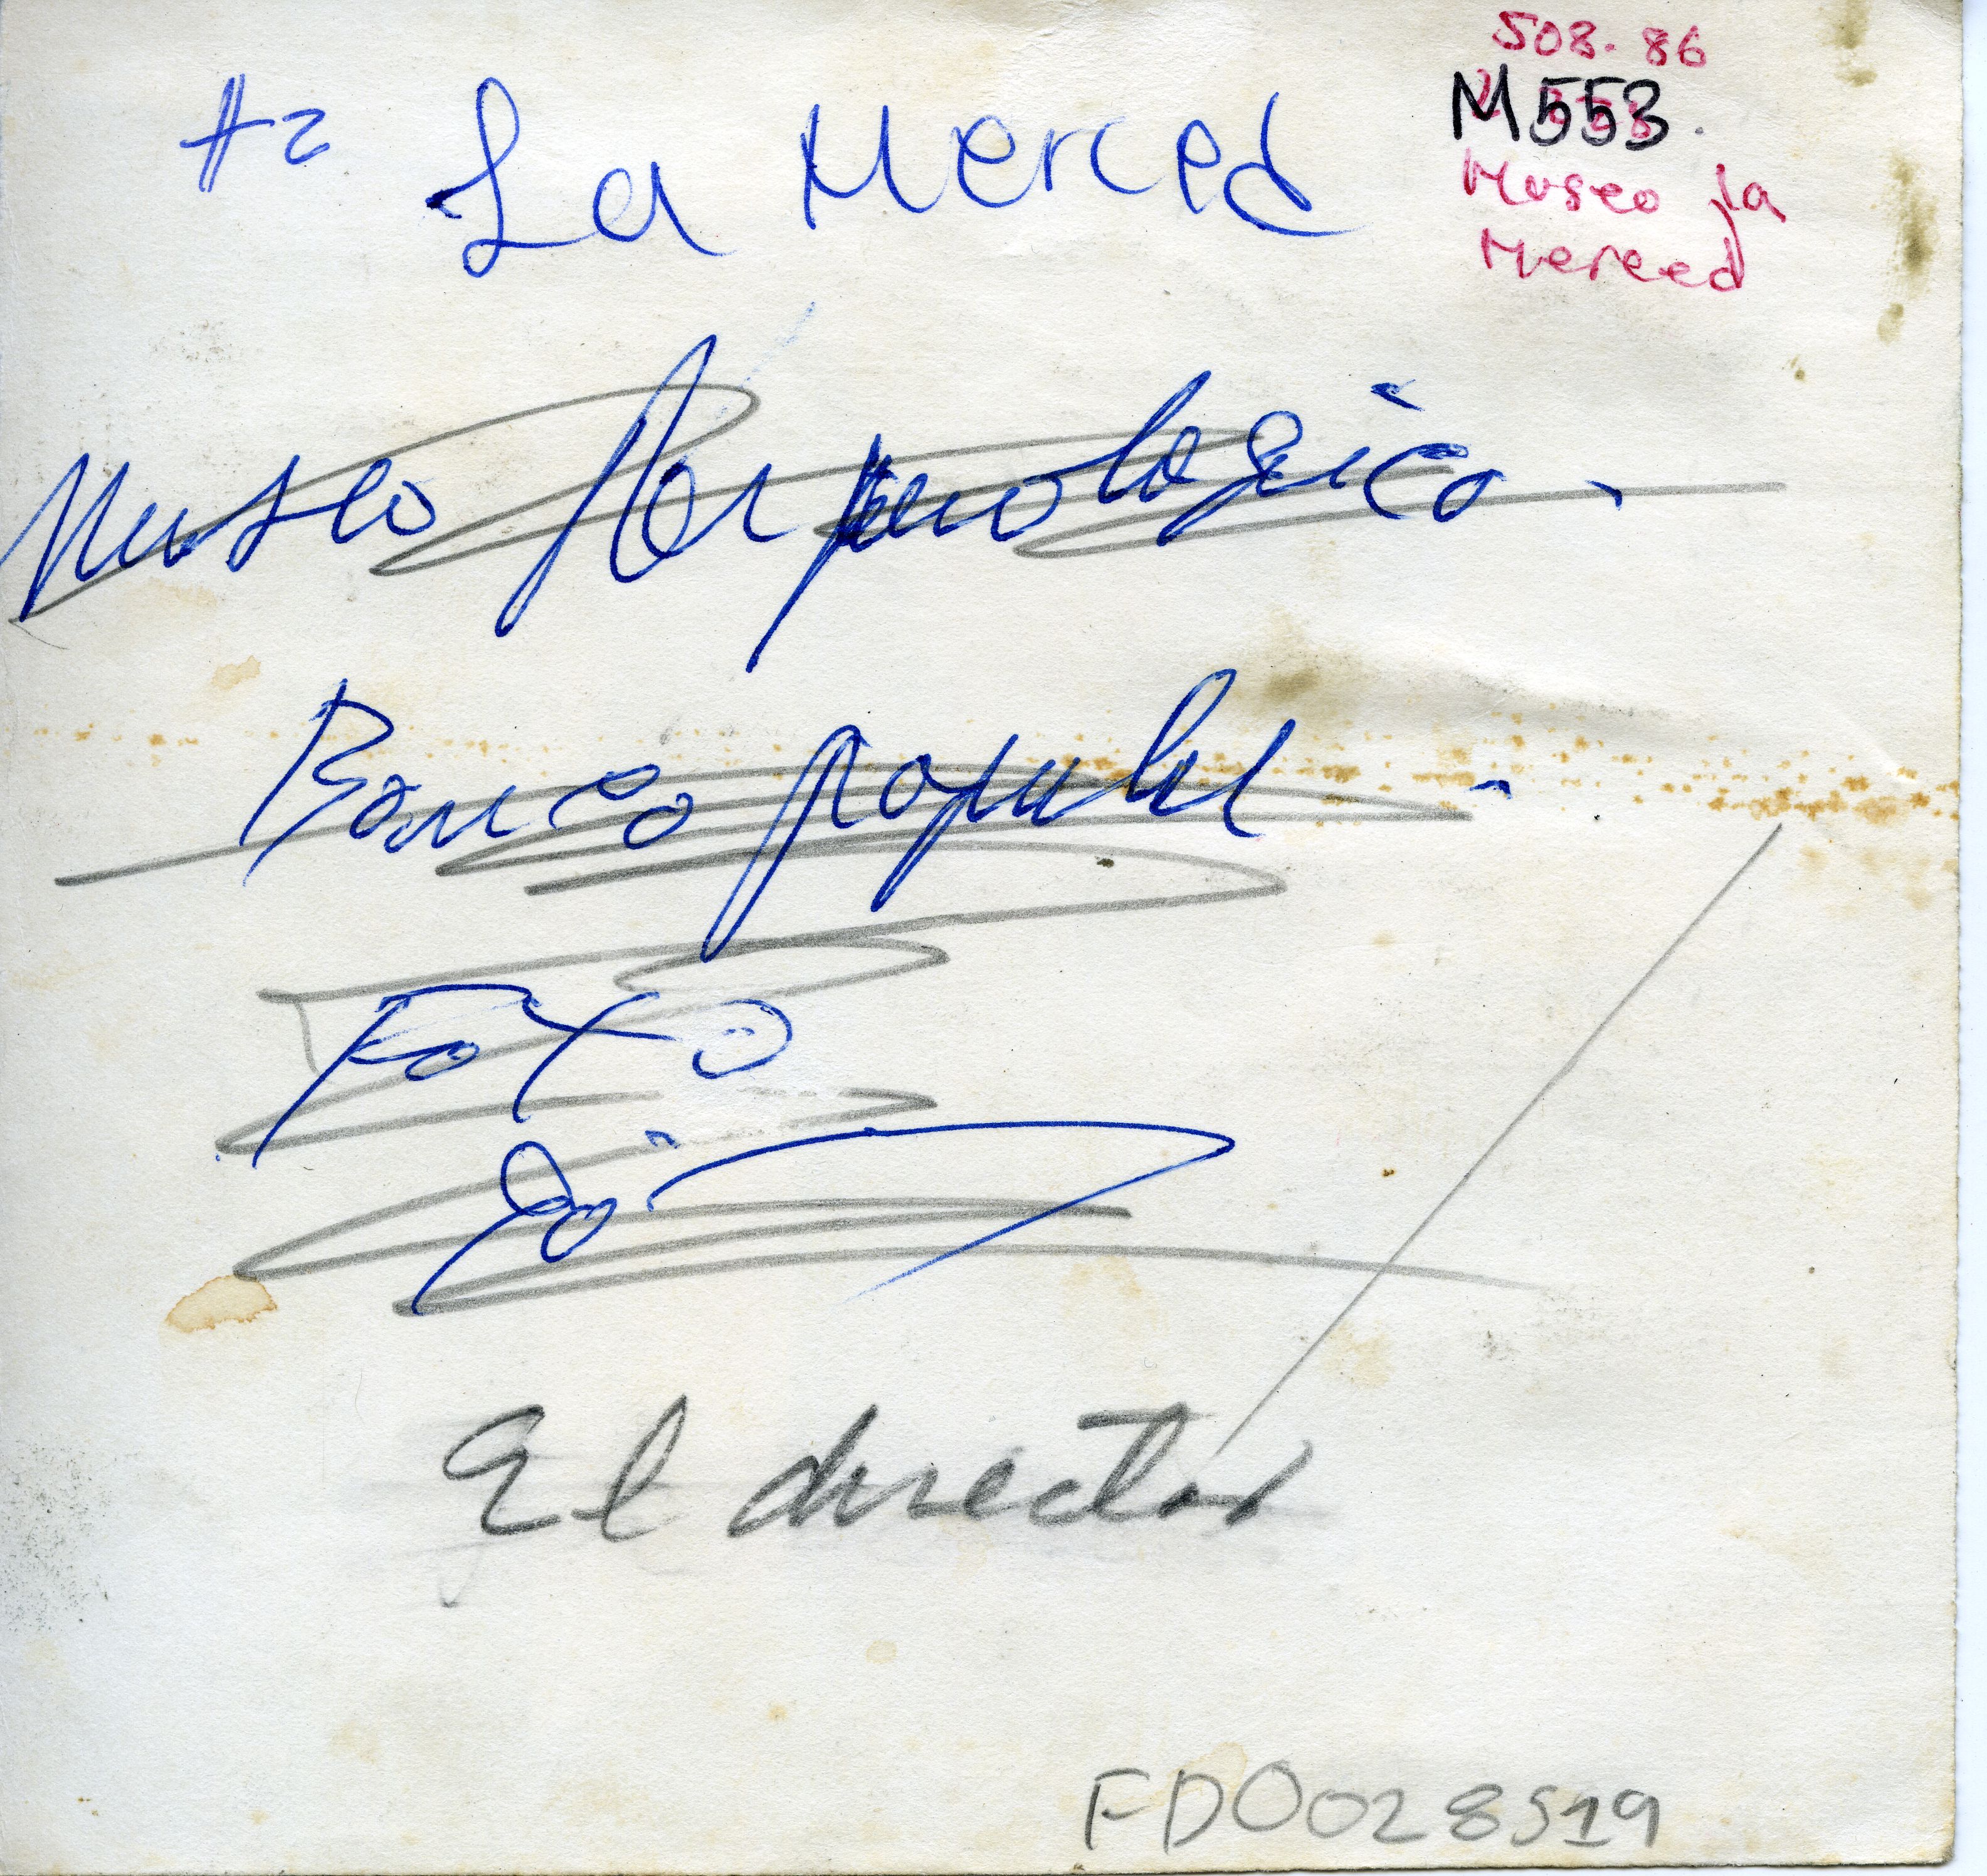 508.86
M553.
Museo la
Merced
#2 La Merced
Museo Arqueologico-
Banco popular -
Foto
El director
FD0028519